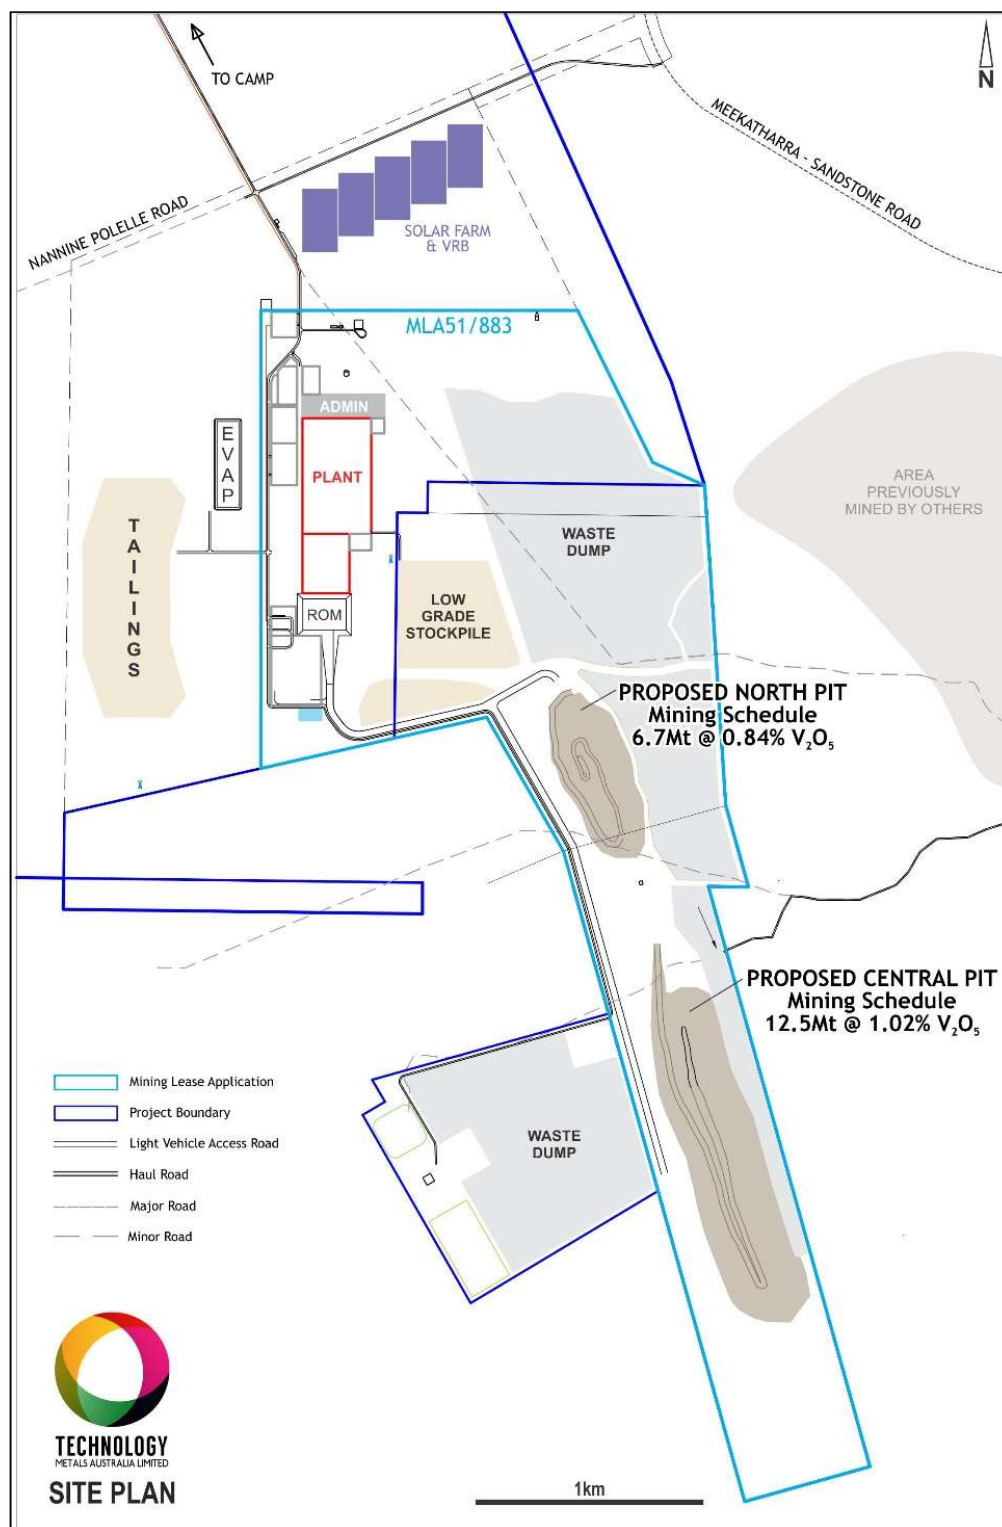 TO CAMP
N
MEEKATHARRA - SANDSTONE ROAD
NANNINE POLELLE ROAD
SOLAR FARM
& VRB
MLA51/883
ADMIN
EVAP
PLANT
AREA
PREVIOUSLY
MINED BY OTHERS
TAILINGS
WASTE
DUMP
LOW
GRADE
STOCKPILE
ROM
PROPOSED NORTH PIT
Mining Schedule
6.7Mt @ 0.84% V₂O₅
PROPOSED CENTRAL PIT
Mining Schedule
12.5Mt @ 1.02% V₂O₅
Mining Lease Application
Project Boundary
Light Vehicle Access Road
Haul Road
Major Road
Minor Road
WASTE
DUMP
TECHNOLOGY
METALS AUSTRALIA LIMITED
SITE PLAN
1km